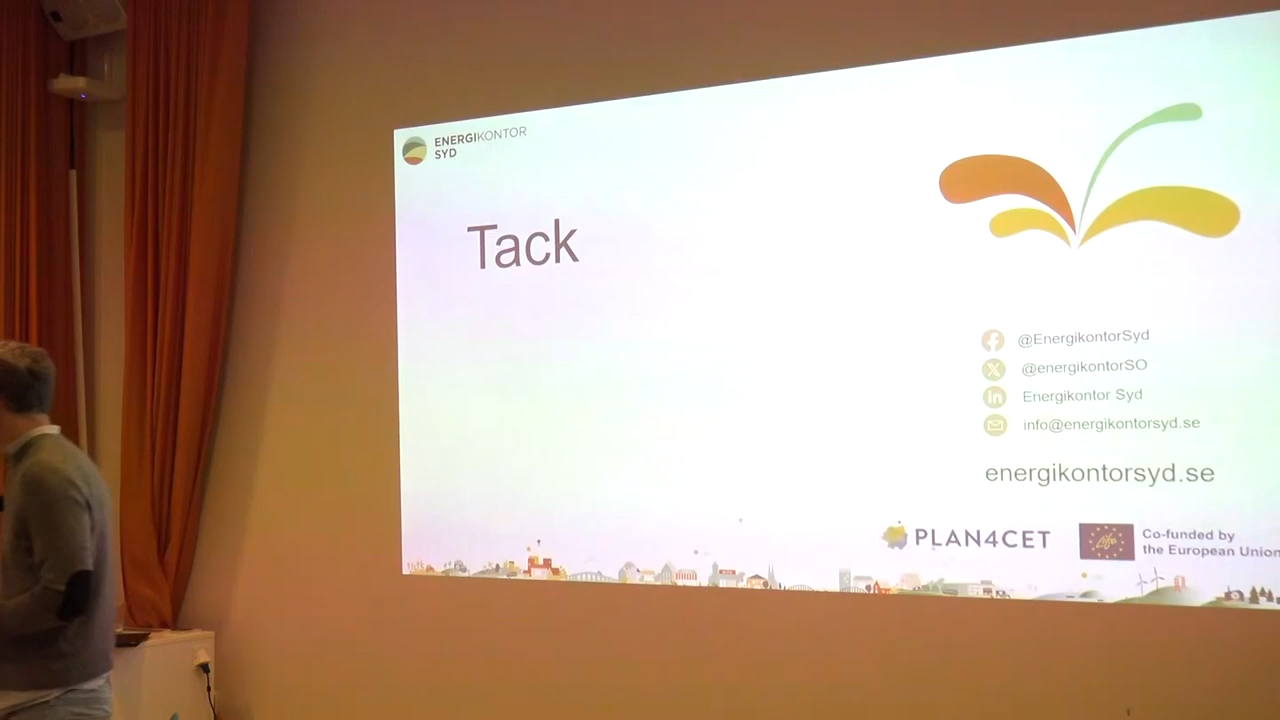 ENERGIKONTOR
SYD
Tack
@EnergikontorSyd
@energikontorSO
Energikontor Syd
info@energikontorsyd.se
energikontorsyd.se
PLAN4CET
Life
Co-funded by
the European Union